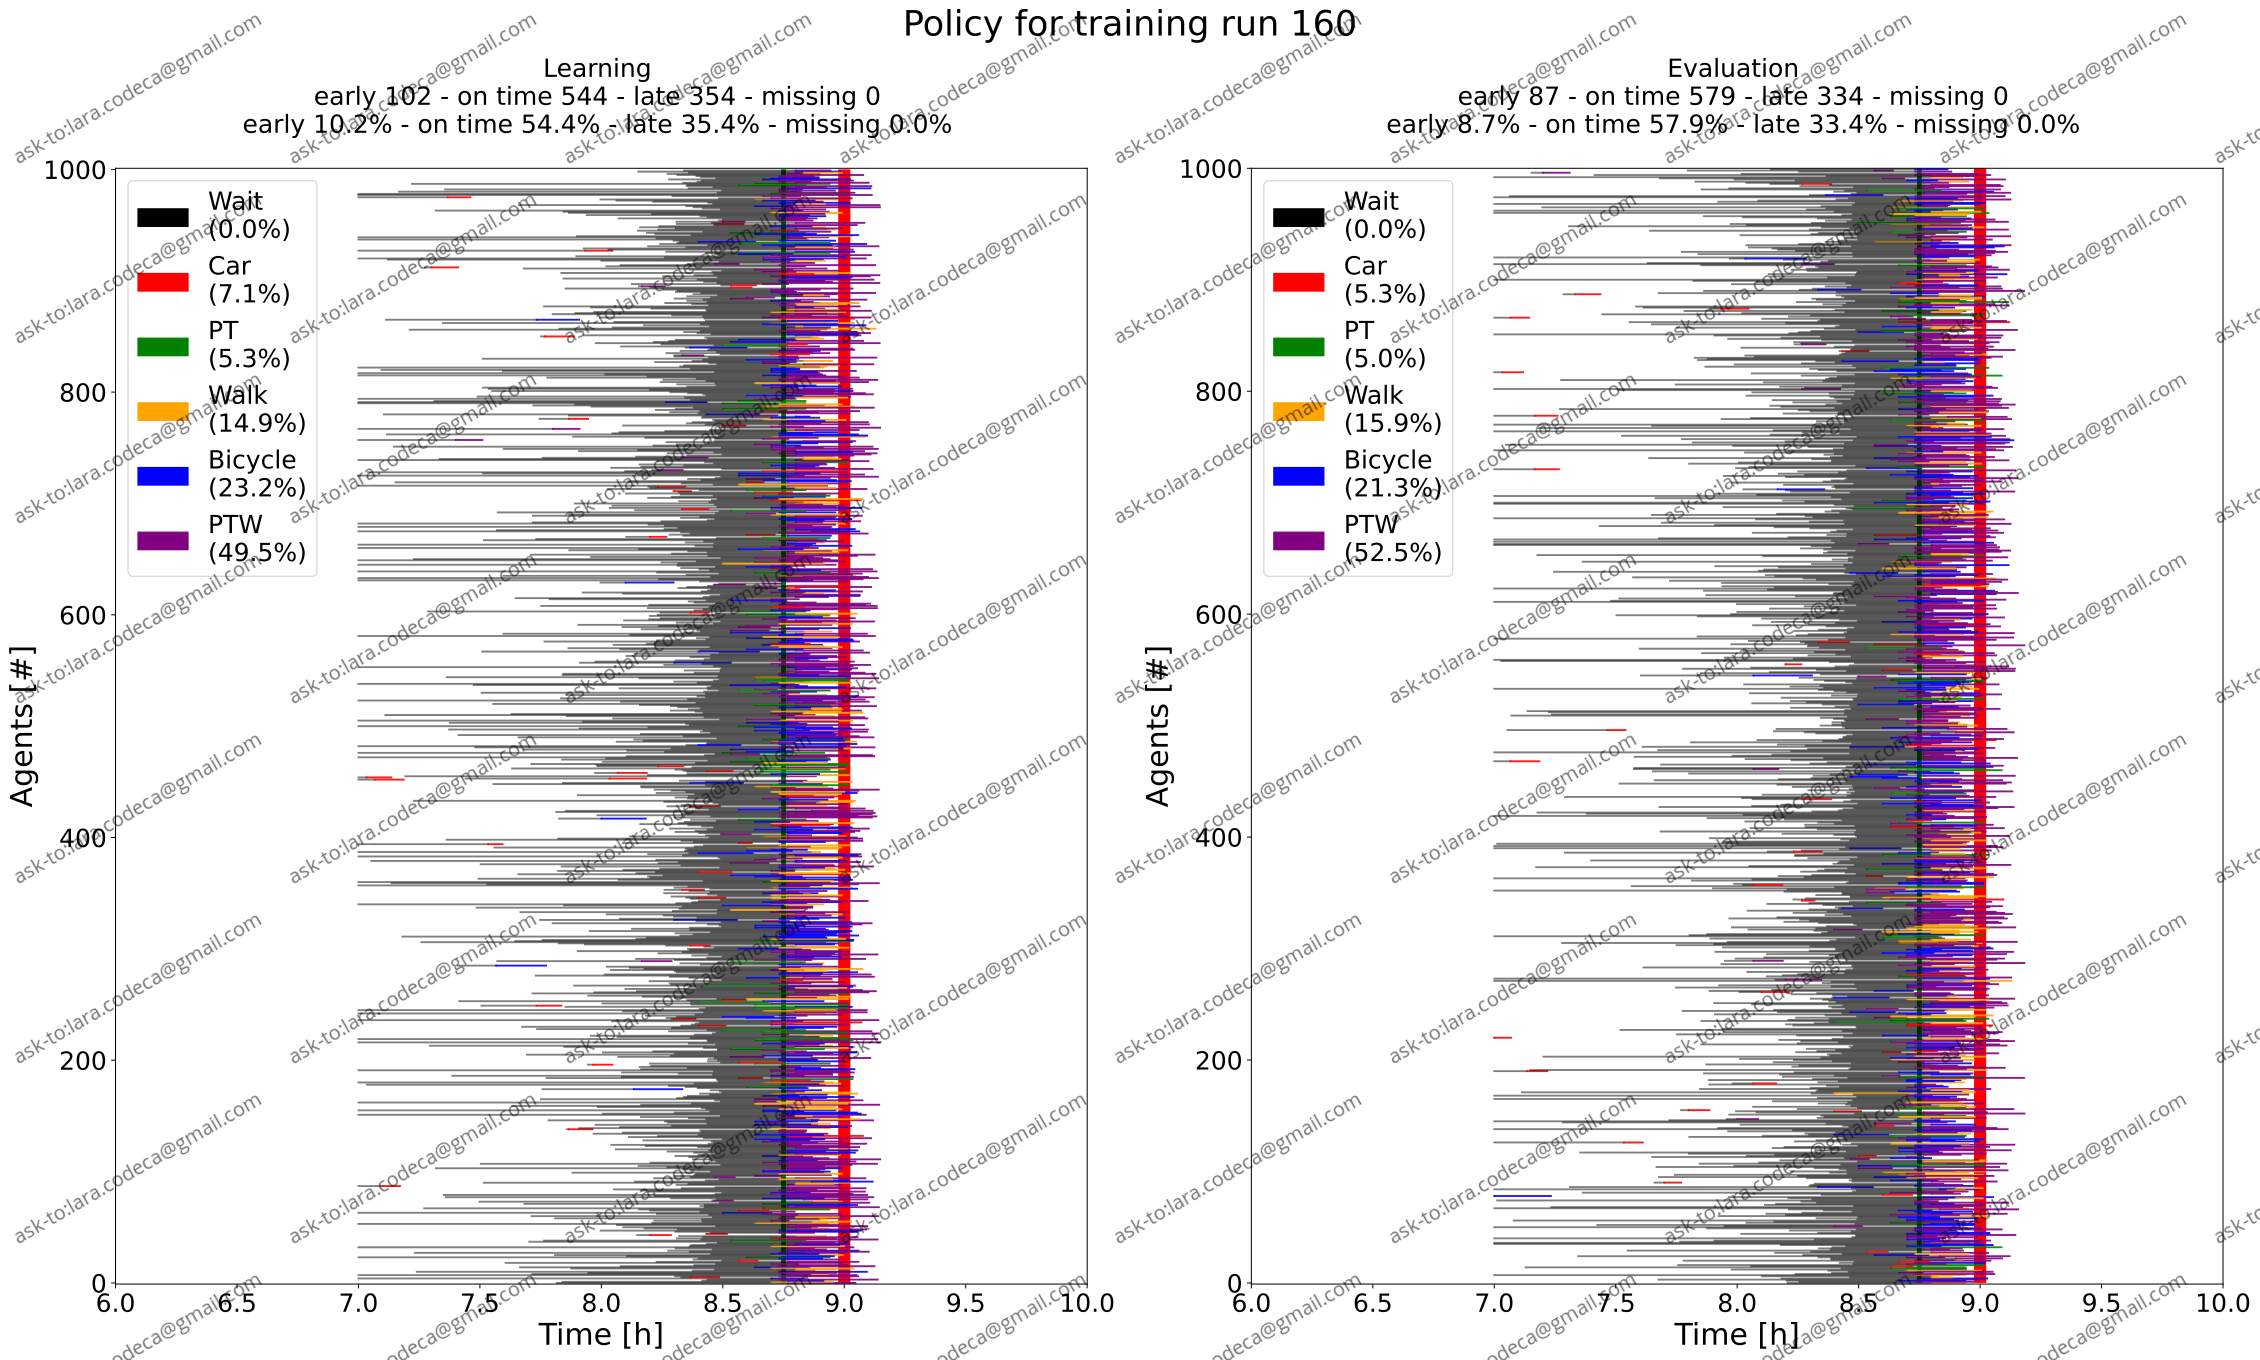 Policy for training run 160
Learning
early 102 - on time 544 - late 354 - missing 0
early 10.2% - on time 54.4% - late 35.4% - missing 0.0%
1000
800
600
400
200
0
Agents [#]
Wait
(0.0%)
Car
(7.1%)
PT
(5.3%)
Walk
(14.9%)
Bicycle
(23.2%)
PTW
(49.5%)
6.0 6.5 7.0 7.5 8.0 8.5 9.0 9.5 10.0
Time [h]
Evaluation
early 87 - on time 579 - late 334 - missing 0
early 8.7% - on time 57.9% - late 33.4% - missing 0.0%
1000
800
600
400
200
0
Agents [#]
Wait
(0.0%)
Car
(5.3%)
PT
(5.0%)
Walk
(15.9%)
Bicycle
(21.3%)
PTW
(52.5%)
6.0 6.5 7.0 7.5 8.0 8.5 9.0 9.5 10.0
Time [h]
ask-to:lara.codeca@gmail.com